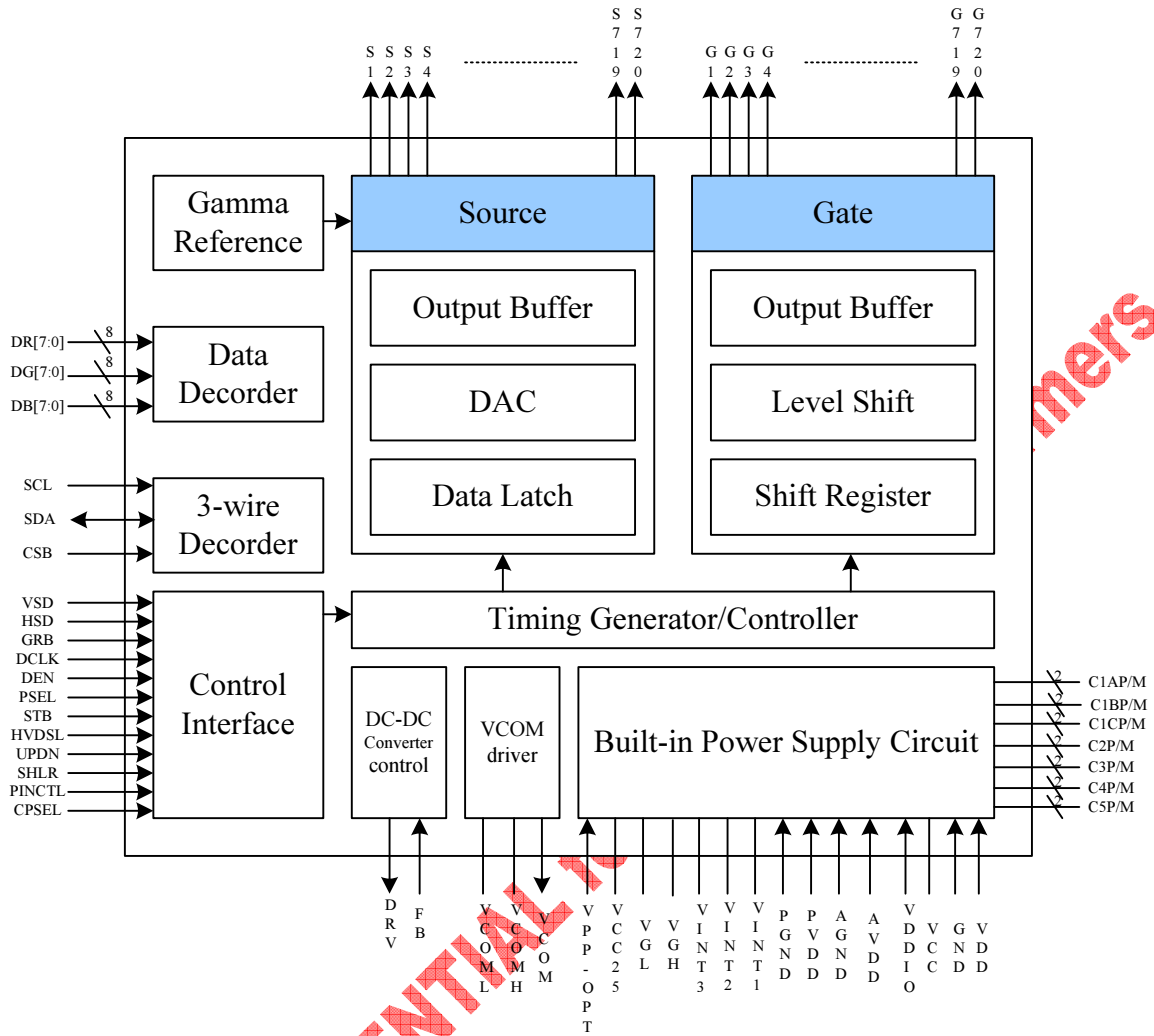 S1
S2
S3
S4
S719
S720
G1
G2
G3
G4
G719
G720
Gamma
Reference
Source
Gate
Output Buffer
Output Buffer
DR[7:0]
8
DG[7:0]
8
DB[7:0]
8
Data
Decorder
DAC
Level Shift
SCL
SDA
CSB
3-wire
Decorder
Data Latch
Shift Register
VSD
HSD
GRB
DCLK
DEN
PSEL
STB
HVDSL
UPDN
SHLR
PINCTL
CPSEL
Control
Interface
Timing Generator/Controller
DC-DC
Converter
control
VCOM
driver
Built-in Power Supply Circuit
2
C1AP/M
2
C1BP/M
2
C1CP/M
2
C2P/M
2
C3P/M
2
C4P/M
2
C5P/M
DRV
FB
VCOML
VCOMH
VCOM
VPP-OPT
VCC25
VGL
VGH
VINT3
VINT2
VINT1
PGND
PVDD
AGND
AVDD
VDDIO
VCC
GND
VDD